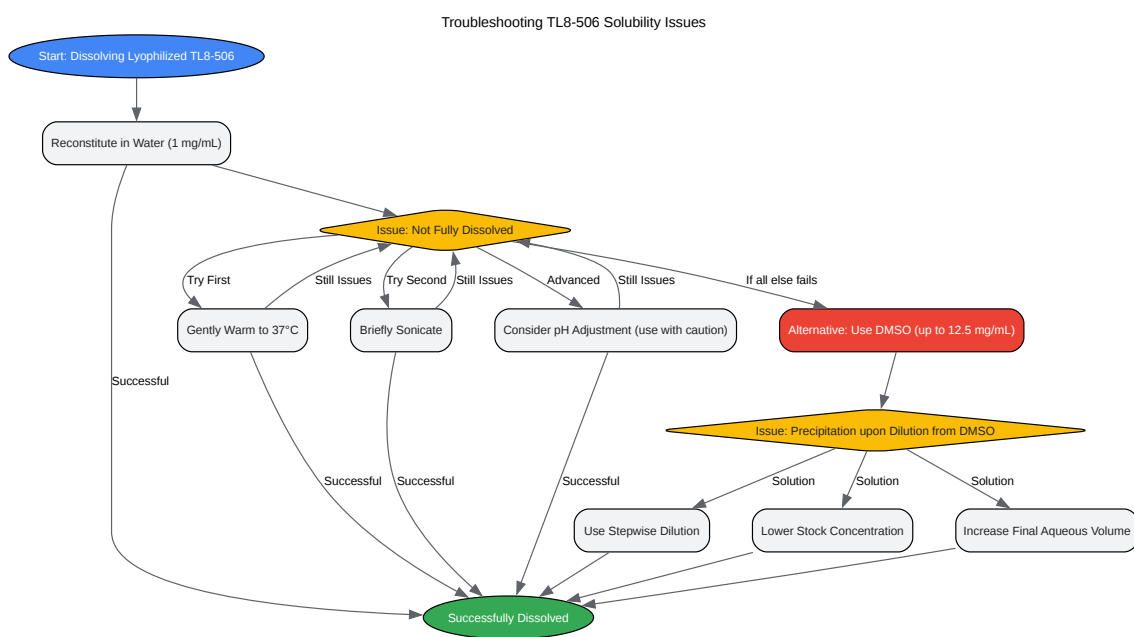 Troubleshooting TL8-506 Solubility Issues
Start: Dissolving Lyophilized TL8-506
Reconstitute in Water (1 mg/mL)
Issue: Not Fully Dissolved
Try First
Still Issues
Try Second
Still Issues
Advanced
Still Issues
If all else fails
Gently Warm to 37°C
Briefly Sonicate
Consider pH Adjustment (use with caution)
Alternative: Use DMSO (up to 12.5 mg/mL)
Successful
Issue: Precipitation upon Dilution from DMSO
Successful
Successful
Successful
Solution
Solution
Solution
Use Stepwise Dilution
Lower Stock Concentration
Increase Final Aqueous Volume
Successfully Dissolved